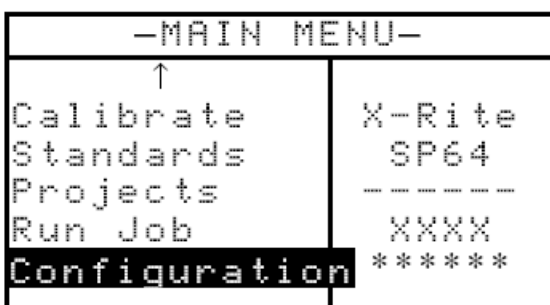 —MAIN MENU—
↑
Calibrate X-Rite
Standards SP64
Projects ------
Run Job XXXX
Configuration ******